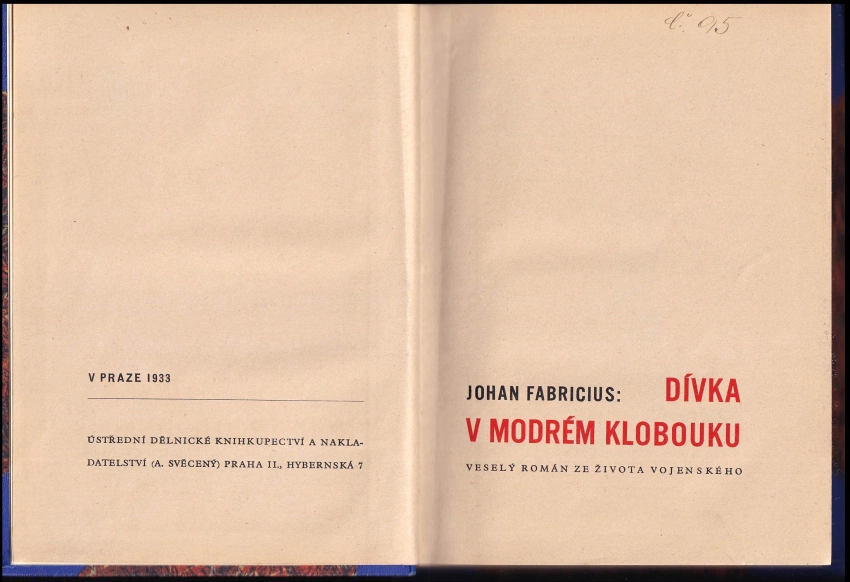 V PRAZE 1933
ÚSTŘEDNÍ DĚLNICKÉ KNIHKUPECTVÍ A NAKLA-
DATELSTVÍ (A. SVĚCENÝ) PRAHA II., HYBERNSKÁ 7
č. 95
JOHAN FABRICIUS: DÍVKA
V MODRÉM KLOBOUKU
VESELÝ ROMÁN ZE ŽIVOTA VOJENSKÉHO